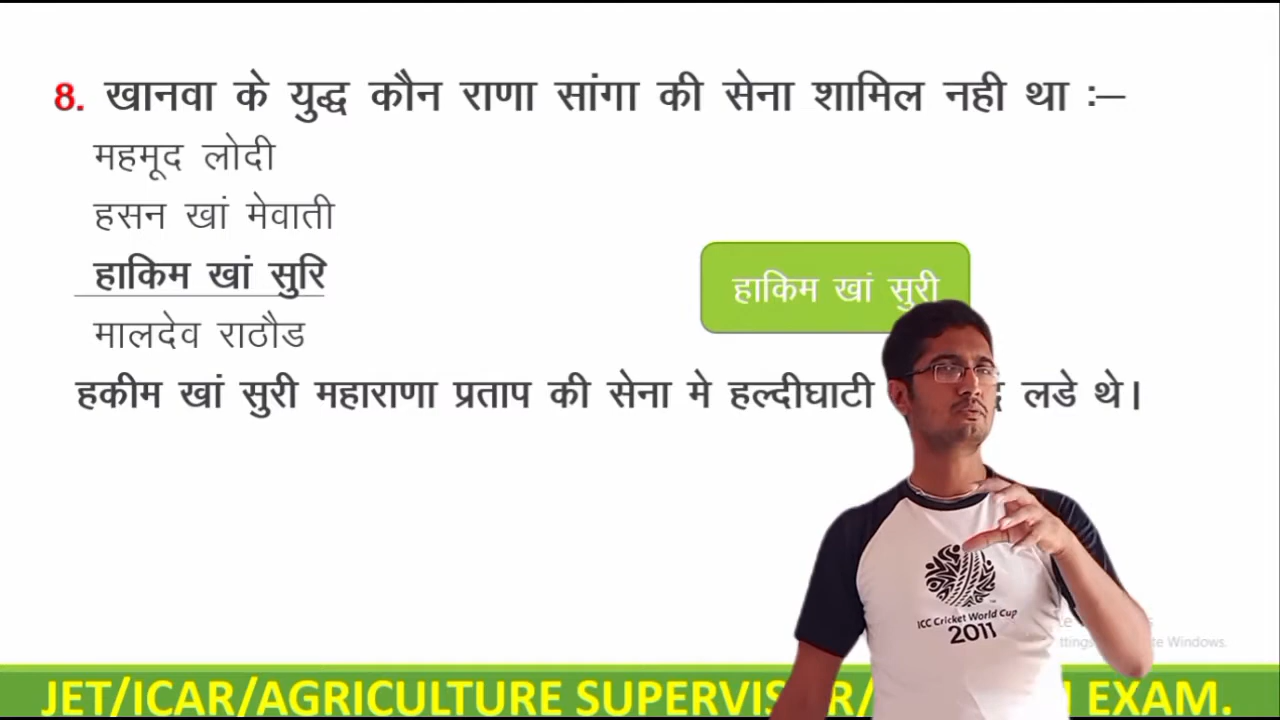 8. खानवा के युद्ध कौन राणा सांगा की सेना शामिल नही था :–
महमूद लोदी
हसन खां मेवाती
हाकिम खां सुरि
हाकिम खां सुरी
मालदेव राठौड
हकीम खां सुरी महाराणा प्रताप की सेना मे हल्दीघाटी लडे थे।
ICC Cricket World Cup
2011
Windows.
JET/ICAR/AGRICULTURE EXAM.